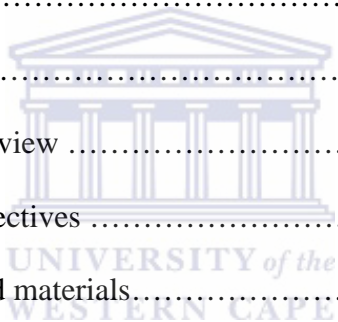 ……………………………………
……………………………………
view ……………………………
ectives …………………………
UNIVERSITY of the
d materials……………………
WESTERN CAPE